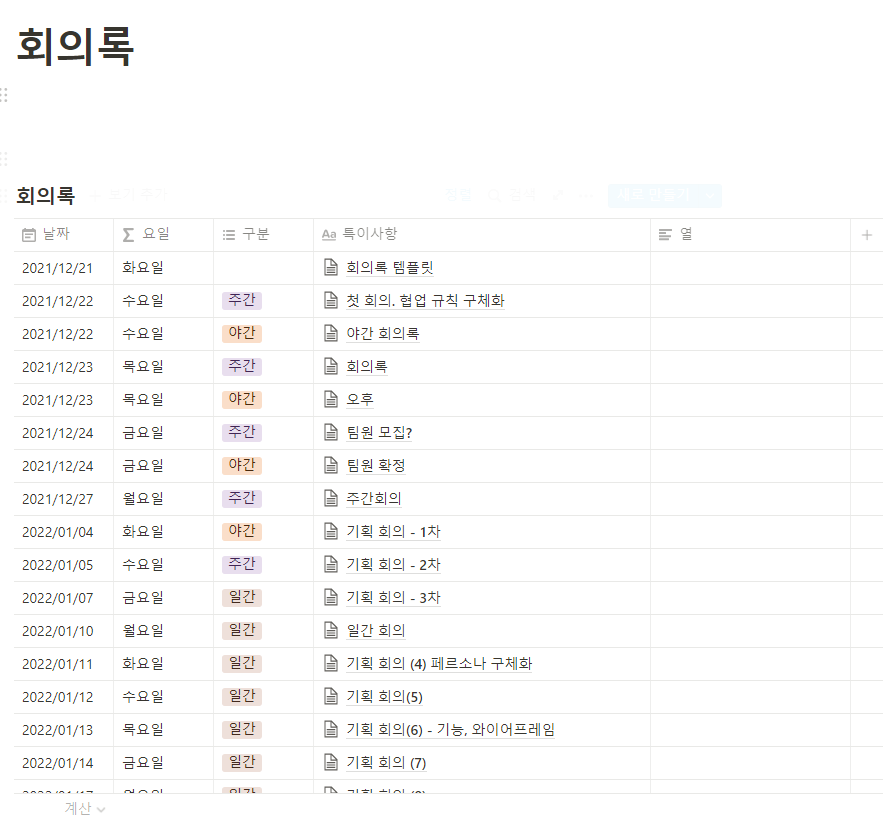 회의록
회의록
날짜 요일 구분 Aa 특이사항 열
2021/12/21 화요일 회의록 템플릿
2021/12/22 수요일 주간 첫 회의. 협업 규칙 구체화
2021/12/22 수요일 야간 야간 회의록
2021/12/23 목요일 주간 회의록
2021/12/23 목요일 야간 오후
2021/12/24 금요일 주간 팀원 모집?
2021/12/24 금요일 야간 팀원 확정
2021/12/27 월요일 주간 주간회의
2022/01/04 화요일 야간 기획 회의 - 1차
2022/01/05 수요일 주간 기획 회의 - 2차
2022/01/07 금요일 일간 기획 회의 - 3차
2022/01/10 월요일 일간 일간 회의
2022/01/11 화요일 일간 기획 회의 (4) 페르소나 구체화
2022/01/12 수요일 일간 기획 회의(5)
2022/01/13 목요일 일간 기획 회의(6) - 기능, 와이어프레임
2022/01/14 금요일 일간 기획 회의 (7)
계산